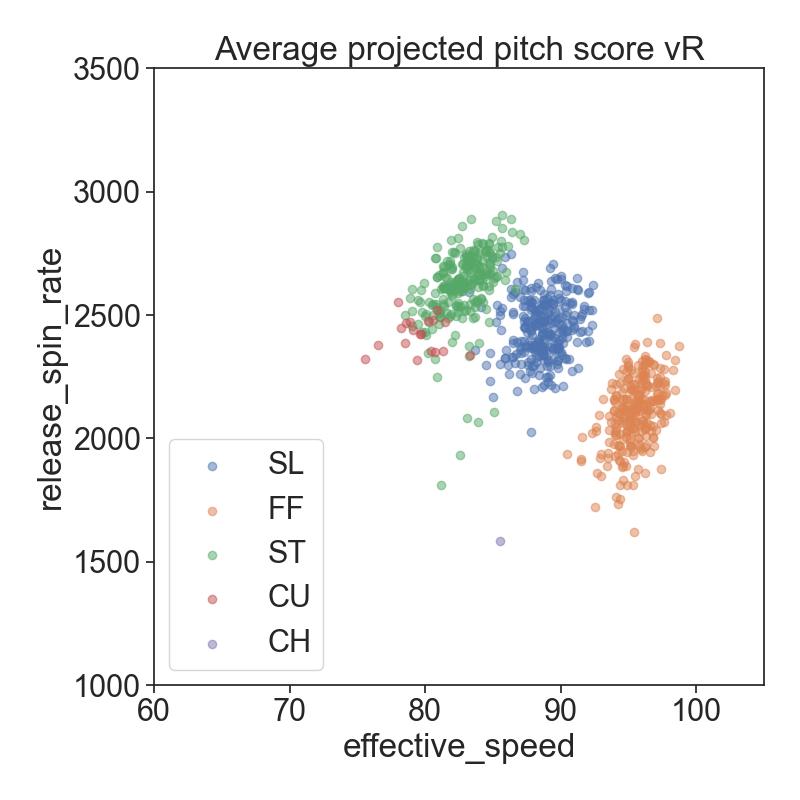 Average projected pitch score vR
3500
3000
2500
2000
1500
1000
release_spin_rate
SL
FF
ST
CU
CH
60 70 80 90 100
effective_speed